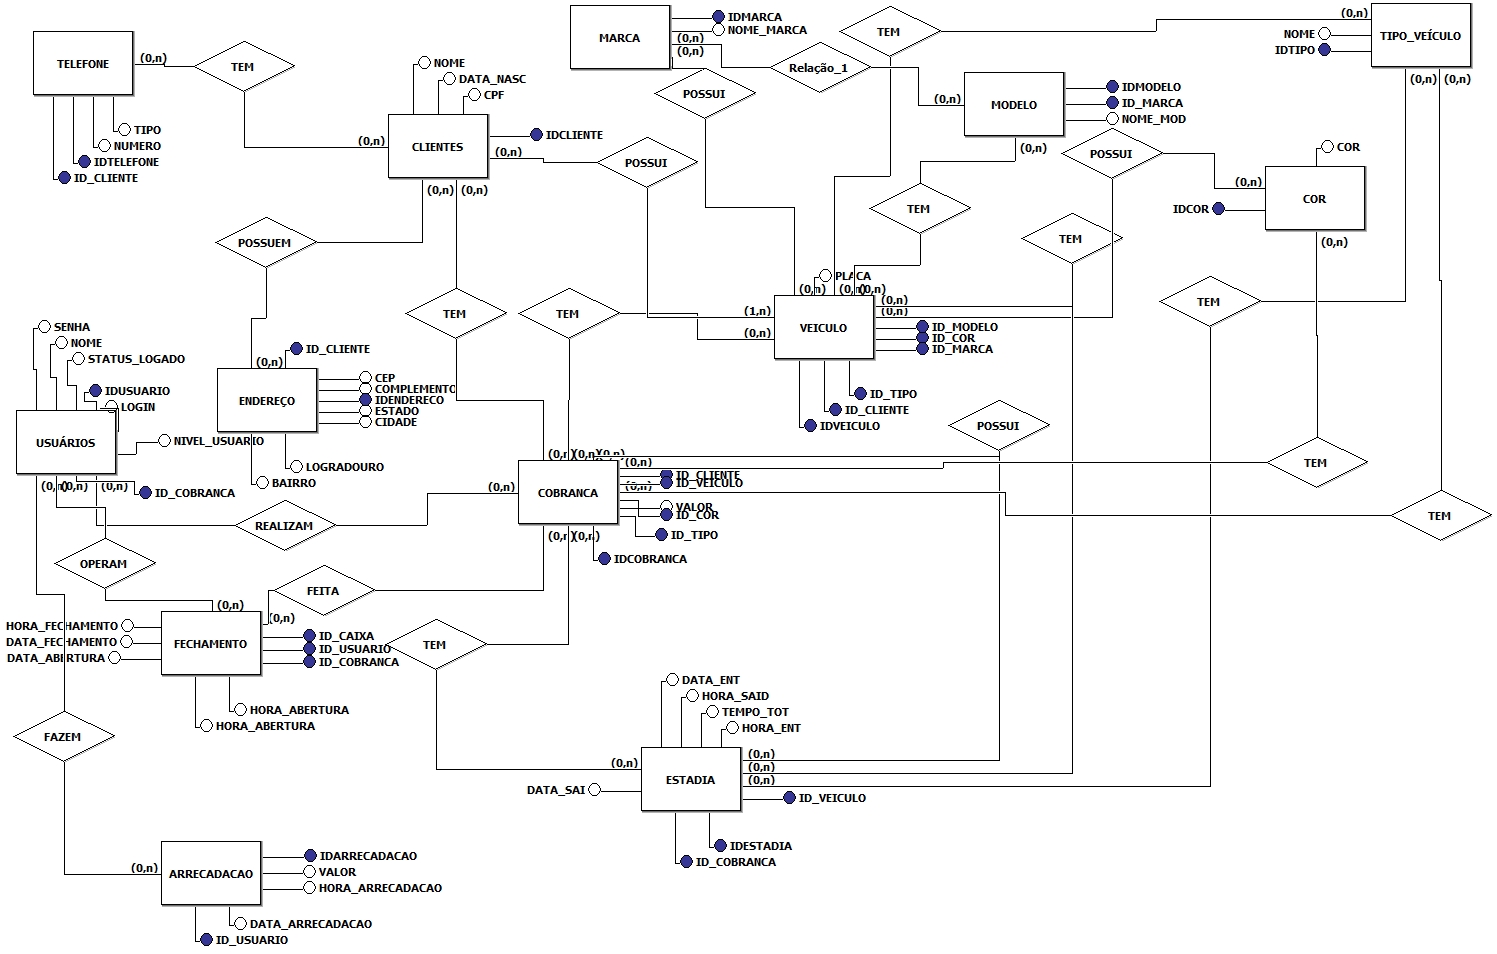 TELEFONE
(0,n)
TEM
TIPO
NUMERO
IDTELEFONE
ID_CLIENTE
NOME
DATA_NASC
CPF
(0,n)
CLIENTES
IDCLIENTE
(0,n)
(0,n)
(0,n)
POSSUI
MARCA
IDMARCA
NOME_MARCA
(0,n)
(0,n)
POSSUI
Relação_1
TEM
(0,n)
NOME
TIPO_VEÍCULO
IDTIPO
(0,n)
(0,n)
(0,n)
MODELO
IDMODELO
ID_MARCA
NOME_MOD
(0,n)
POSSUI
COR
(0,n)
COR
IDCOR
(0,n)
TEM
TEM
TEM
POSSUEM
TEM
TEM
PLACA
(0,n)
(0,n)
(0,n)
(0,n)
(0,n)
(1,n)
VEICULO
(0,n)
ID_MODELO
ID_COR
ID_MARCA
ID_TIPO
ID_CLIENTE
IDVEICULO
SENHA
NOME
STATUS_LOGADO
IDUSUARIO
LOGIN
USUÁRIOS
NIVEL_USUARIO
(0,n)
(0,n)
(0,n)
ID_COBRANCA
ID_CLIENTE
(0,n)
ENDEREÇO
CEP
COMPLEMENTO
IDENDERECO
ESTADO
CIDADE
LOGRADOURO
BAIRRO
POSSUI
TEM
TEM
(0,n)
(0,n)
(0,n)
(0,n)
(0,n)
COBRANCA
(0,n)
ID_CLIENTE
ID_VEICULO
VALOR
ID_COR
ID_TIPO
(0,n)
(0,n)
IDCOBRANCA
REALIZAM
OPERAM
FEITA
(0,n)
(0,n)
HORA_FECHAMENTO
DATA_FECHAMENTO
DATA_ABERTURA
FECHAMENTO
ID_CAIXA
ID_USUARIO
ID_COBRANCA
HORA_ABERTURA
HORA_ABERTURA
TEM
FAZEM
DATA_ENT
HORA_SAID
TEMPO_TOT
HORA_ENT
(0,n)
ESTADIA
(0,n)
(0,n)
(0,n)
DATA_SAI
ID_VEICULO
IDESTADIA
ID_COBRANCA
(0,n)
ARRECADACAO
IDARRECADACAO
VALOR
HORA_ARRECADACAO
DATA_ARRECADACAO
ID_USUARIO